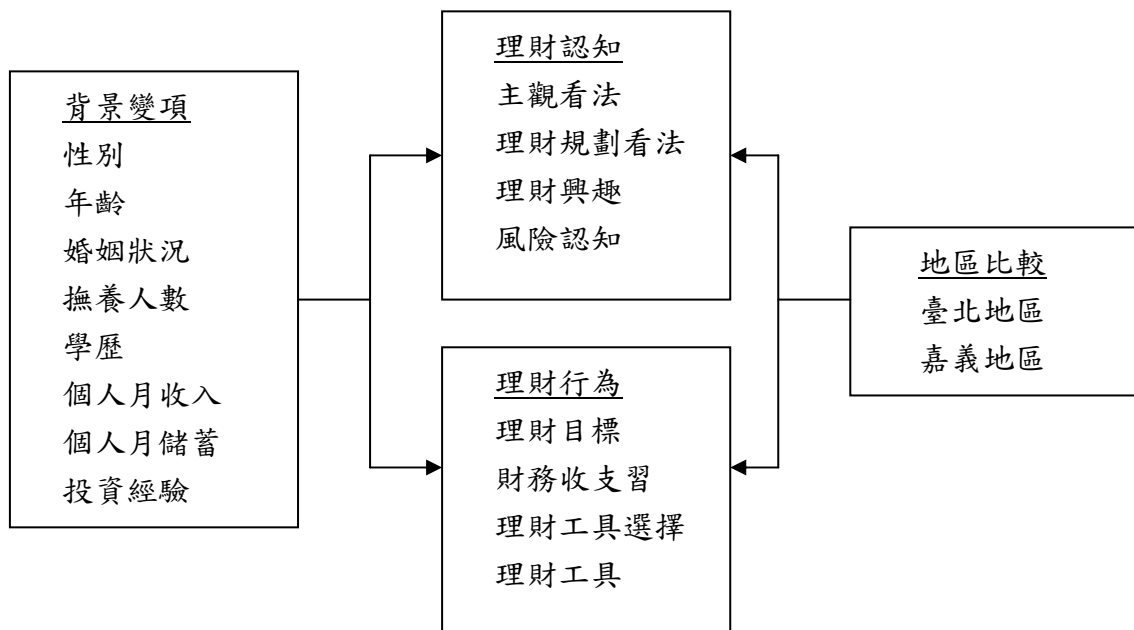 背景變項
性別
年齡
婚姻狀況
撫養人數
學歷
個人月收入
個人月儲蓄
投資經驗
理財認知
主觀看法
理財規劃看法
理財興趣
風險認知
理財行為
理財目標
財務收支習
理財工具選擇
理財工具
地區比較
臺北地區
嘉義地區